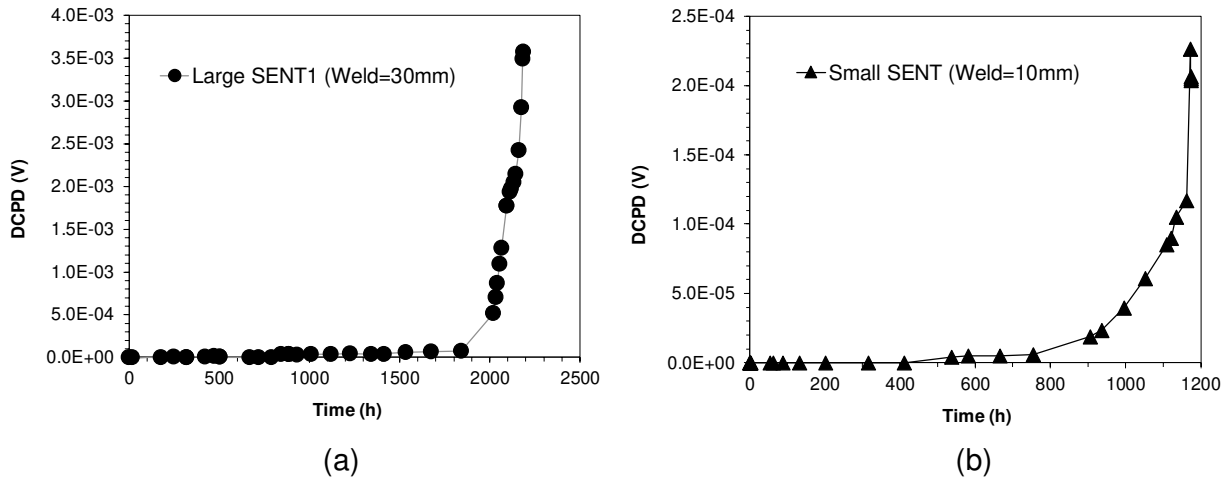 4.0E-03
3.5E-03
3.0E-03
2.5E-03
2.0E-03
1.5E-03
1.0E-03
5.0E-04
0.0E+00
DCPD (V)
Large SENT1 (Weld=30mm)
0 500 1000 1500 2000 2500
Time (h)
(a)
2.5E-04
2.0E-04
1.5E-04
1.0E-04
5.0E-05
0.0E+00
DCPD (V)
Small SENT (Weld=10mm)
0 200 400 600 800 1000 1200
Time (h)
(b)